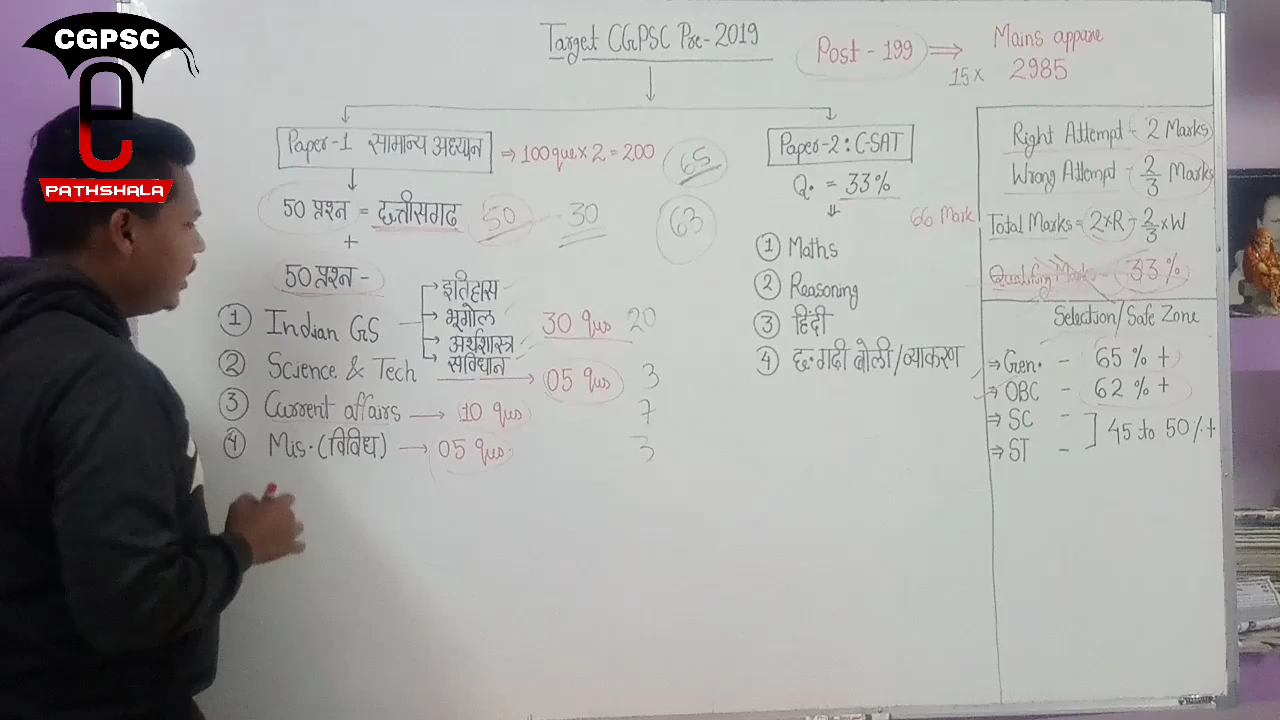 CGPSC
PATHSHALA
Target CGPSC Pre-2019
Post - 199 ⇒
15x
Mains appare
2985
Paper-1 सामान्य अध्ययन
⇒ 100 que x 2 = 200
65
50 प्रश्न = छत्तीसगढ़
50
30
63
+
50 प्रश्न -
① Indian GS
→ इतिहास
→ भूगोल
→ अर्थशास्त्र
→ संविधान
30 qus
20
② Science & Tech → 05 qus
3
③ Current affairs → 10 qus
7
④ Mis. (विविध) → 05 qus
3
Paper-2: C-SAT
Q. = 33%
66 Mark
① Maths
② Reasoning
③ हिंदी
④ छ.गढ़ी बोली/व्याकरण
Right Attempt - 2 Marks
Wrong Attempt - 2/3 Marks
Total Marks = 2xR - 2/3 xW
Qualifying Marks - 33%
Selection/Safe Zone
⇒ Gen. - 65 % +
⇒ OBC - 62 % +
⇒ SC -
⇒ ST -
] 45 to 50 % +